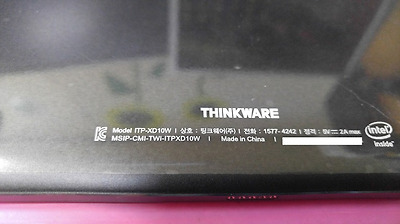 THINKWARE
Model ITP-XD10W | 상호 : 팅크웨어(주) | 전화 : 1577-4242 | 정격 : 5V⎓2A max
MSIP-CMI-TWI-ITPXD10W | Made in China |
intel
inside™